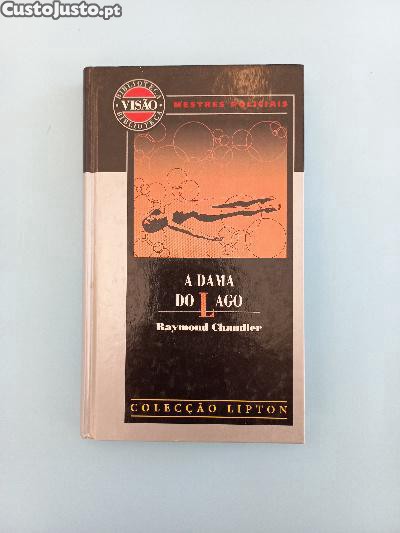 CustoJusto.pt
BIBLIOTECA
VISÃO
BIBLIOTECA
MESTRES POLICIAIS
A DAMA
DO LAGO
Raymond Chandler
COLECÇÃO LIPTON